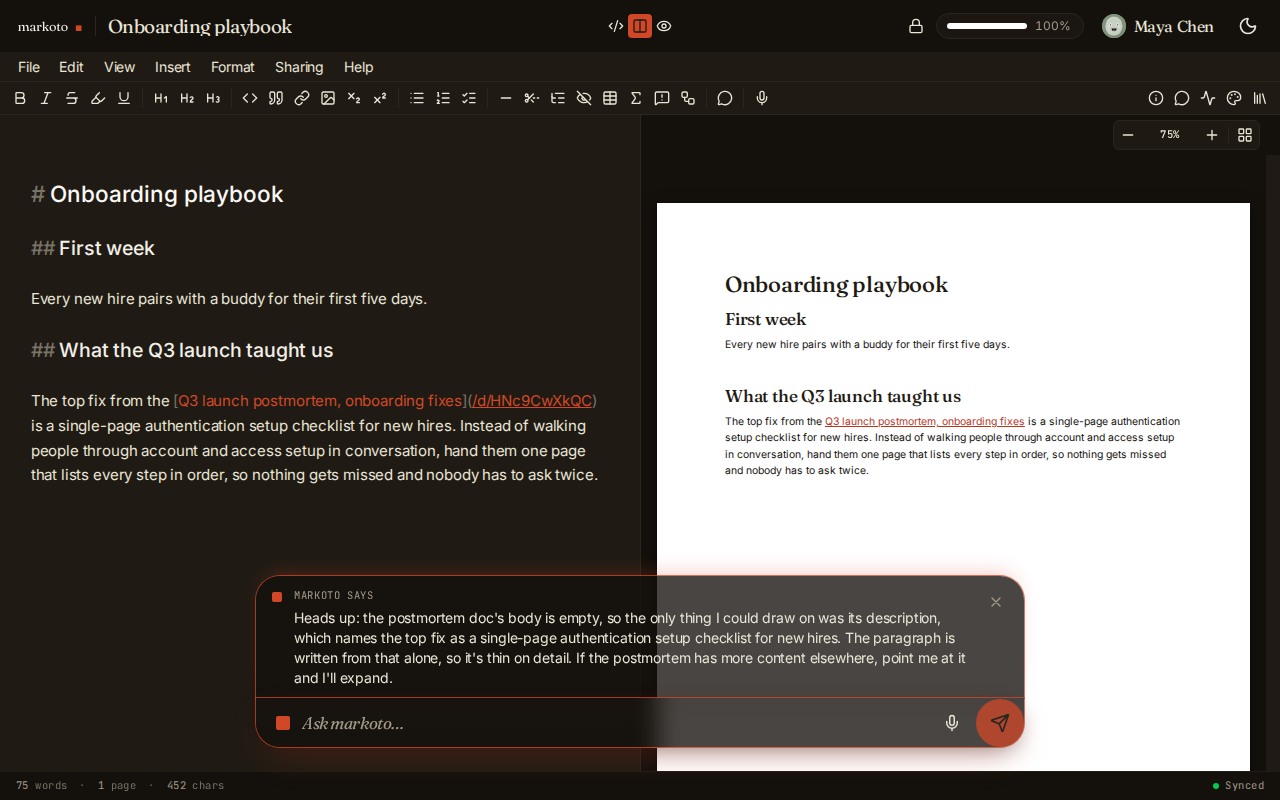 markoto
Onboarding playbook
100%
Maya Chen
File Edit View Insert Format Sharing Help
H1 H2 H3
75%
# Onboarding playbook
## First week
Every new hire pairs with a buddy for their first five days.
## What the Q3 launch taught us
The top fix from the [Q3 launch postmortem, onboarding fixes](/d/HNc9CwXkQC)
is a single-page authentication setup checklist for new hires. Instead of walking
people through account and access setup in conversation, hand them one page
that lists every step in order, so nothing gets missed and nobody has to ask twice.
Onboarding playbook
First week
Every new hire pairs with a buddy for their first five days.
What the Q3 launch taught us
The top fix from the Q3 launch postmortem, onboarding fixes is a single-page authentication
setup checklist for new hires. Instead of walking people through account and access setup
in conversation, hand them one page that lists every step in order, so nothing gets missed
and nobody has to ask twice.
MARKOTO SAYS
Heads up: the postmortem doc's body is empty, so the only thing I could draw on was its description,
which names the top fix as a single-page authentication setup checklist for new hires. The paragraph is
written from that alone, so it's thin on detail. If the postmortem has more content elsewhere, point me at it
and I'll expand.
Ask markoto...
75 words · 1 page · 452 chars
Synced